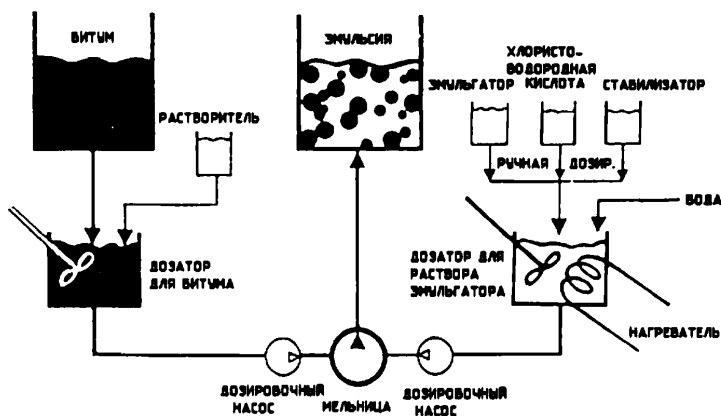 БИТУМ
ЭМУЛЬСИЯ
ХЛОРИСТО-
ВОДОРОДНАЯ
КИСЛОТА
ЭМУЛЬГАТОР
СТАБИЛИЗАТОР
РАСТВОРИТЕЛЬ
РУЧНАЯ ДОЗИР.
ВОДА
ДОЗАТОР
ДЛЯ БИТУМА
ДОЗАТОР ДЛЯ
РАСТВОРА
ЭМУЛЬГАТОРА
НАГРЕВАТЕЛЬ
ДОЗИРОВОЧНЫЙ
НАСОС
МЕЛЬНИЦА
ДОЗИРОВОЧНЫЙ
НАСОС